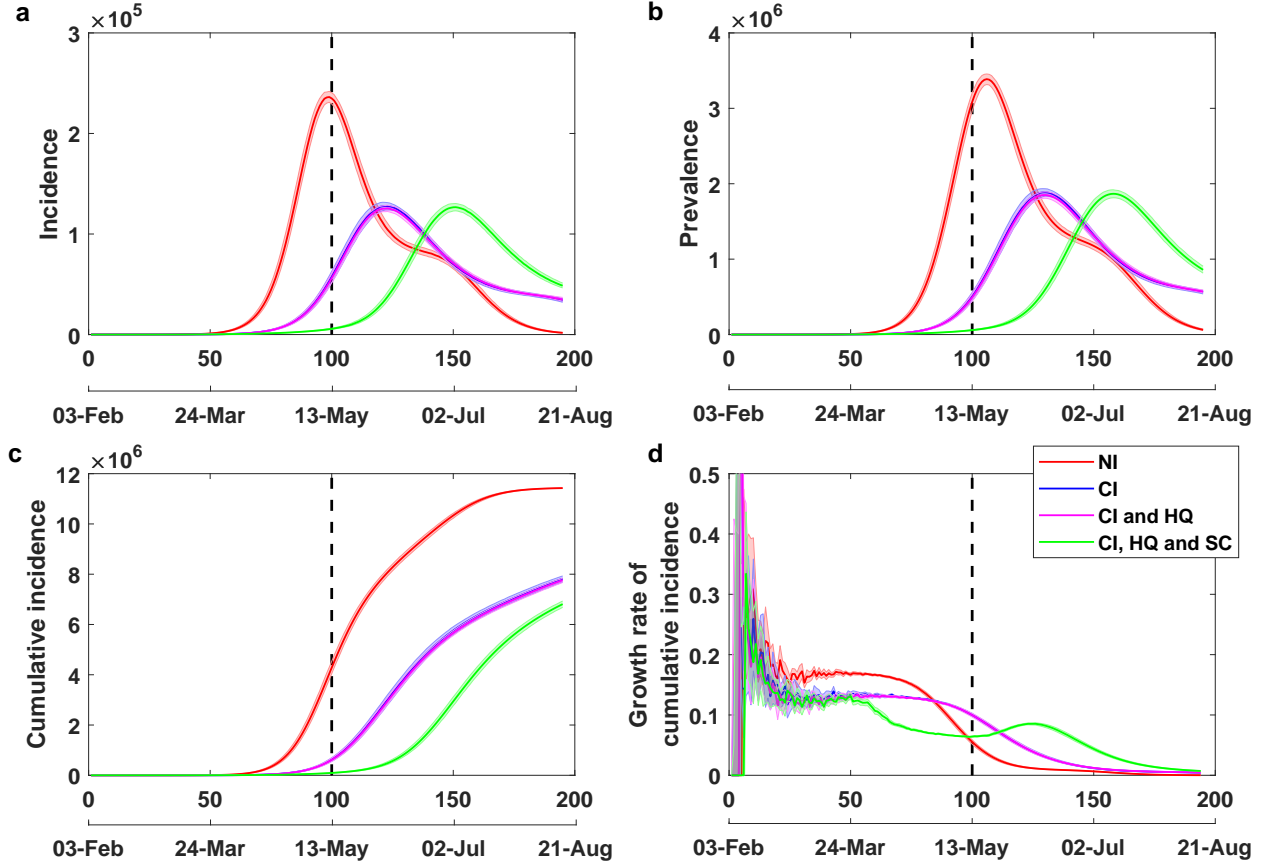 a
×10^5
3
2
1
0
Incidence
0 50 100 150 200
03-Feb 24-Mar 13-May 02-Jul 21-Aug
b
×10^6
4
3
2
1
0
Prevalence
0 50 100 150 200
03-Feb 24-Mar 13-May 02-Jul 21-Aug
c
×10^6
12
10
8
6
4
2
0
Cumulative incidence
0 50 100 150 200
03-Feb 24-Mar 13-May 02-Jul 21-Aug
d
0.5
0.4
0.3
0.2
0.1
0
Growth rate of
cumulative incidence
NI
CI
CI and HQ
CI, HQ and SC
0 50 100 150 200
03-Feb 24-Mar 13-May 02-Jul 21-Aug